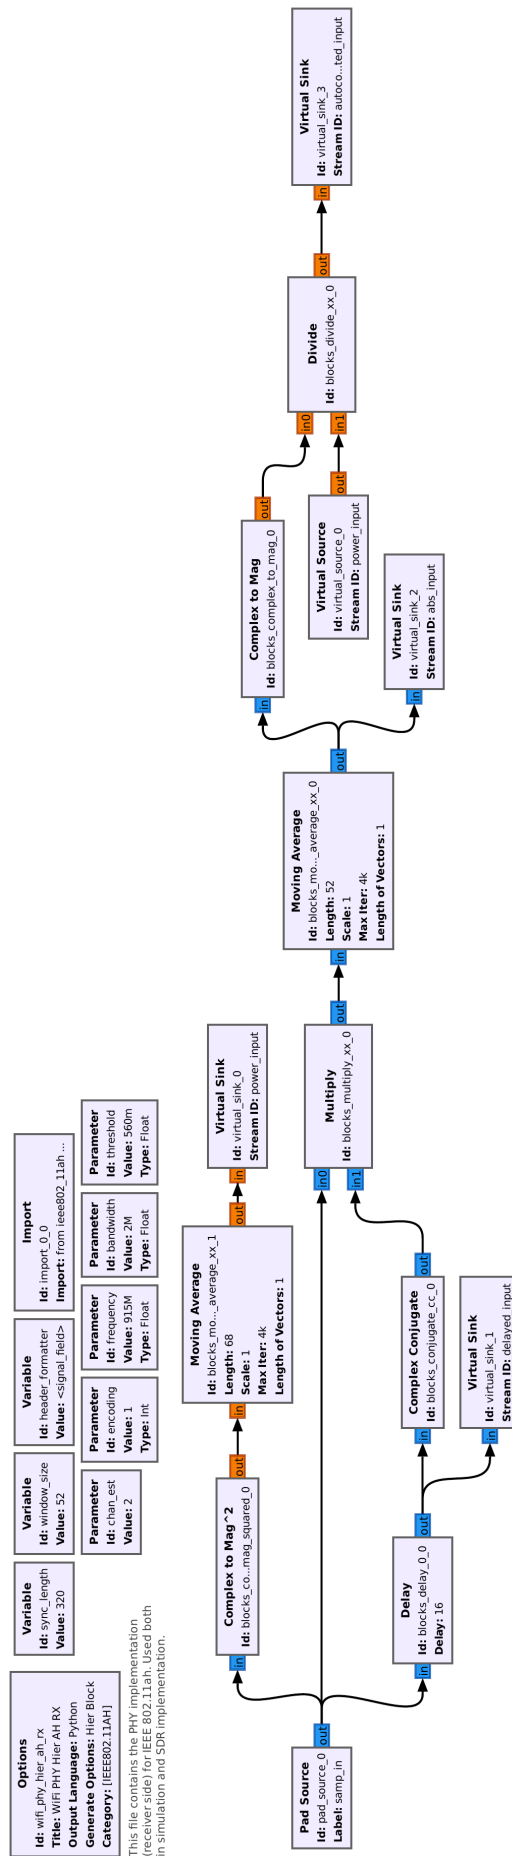 Options
Id: wifi_phy_hier_ah_rx
Title: WiFi PHY Hier AH RX
Output Language: Python
Generate Options: Hier Block
Category: [IEEE802.11AH]
Variable
Id: sync_length
Value: 320
Variable
Id: window_size
Value: 52
Variable
Id: header_formatter
Value: <signal_field>
Import
Id: import_0_0
Import: from ieee802_11ah ...
Parameter
Id: chan_est
Value: 2
Parameter
Id: encoding
Value: 1
Type: Int
Parameter
Id: frequency
Value: 915M
Type: Float
Parameter
Id: bandwidth
Value: 2M
Type: Float
Parameter
Id: threshold
Value: 560m
Type: Float
This file contains the PHY implementation
(receiver side) for IEEE 802.11ah. Used both
in simulation and SDR implementation.
Pad Source
Id: pad_source_0
Label: samp_in
out
in
Complex to Mag^2
Id: blocks_co...mag_squared_0
out
in
Moving Average
Id: blocks_mo..._average_xx_1
Length: 68
Scale: 1
Max Iter: 4k
Length of Vectors: 1
out
in
Virtual Sink
Id: virtual_sink_0
Stream ID: power_input
in
Delay
Id: blocks_delay_0_0
Delay: 16
out
in
Complex Conjugate
Id: blocks_conjugate_cc_0
out
in
Virtual Sink
Id: virtual_sink_1
Stream ID: delayed input
in0
in1
Multiply
Id: blocks_multiply_xx_0
out
in
Moving Average
Id: blocks_mo..._average_xx_0
Length: 52
Scale: 1
Max Iter: 4k
Length of Vectors: 1
out
in
Complex to Mag
Id: blocks_complex_to_mag_0
out
Virtual Source
Id: virtual_source_0
Stream ID: power_input
out
in
Virtual Sink
Id: virtual_sink_2
Stream ID: abs_input
in0
in1
Divide
Id: blocks_divide_xx_0
out
in
Virtual Sink
Id: virtual_sink_3
Stream ID: autoco...ted_input